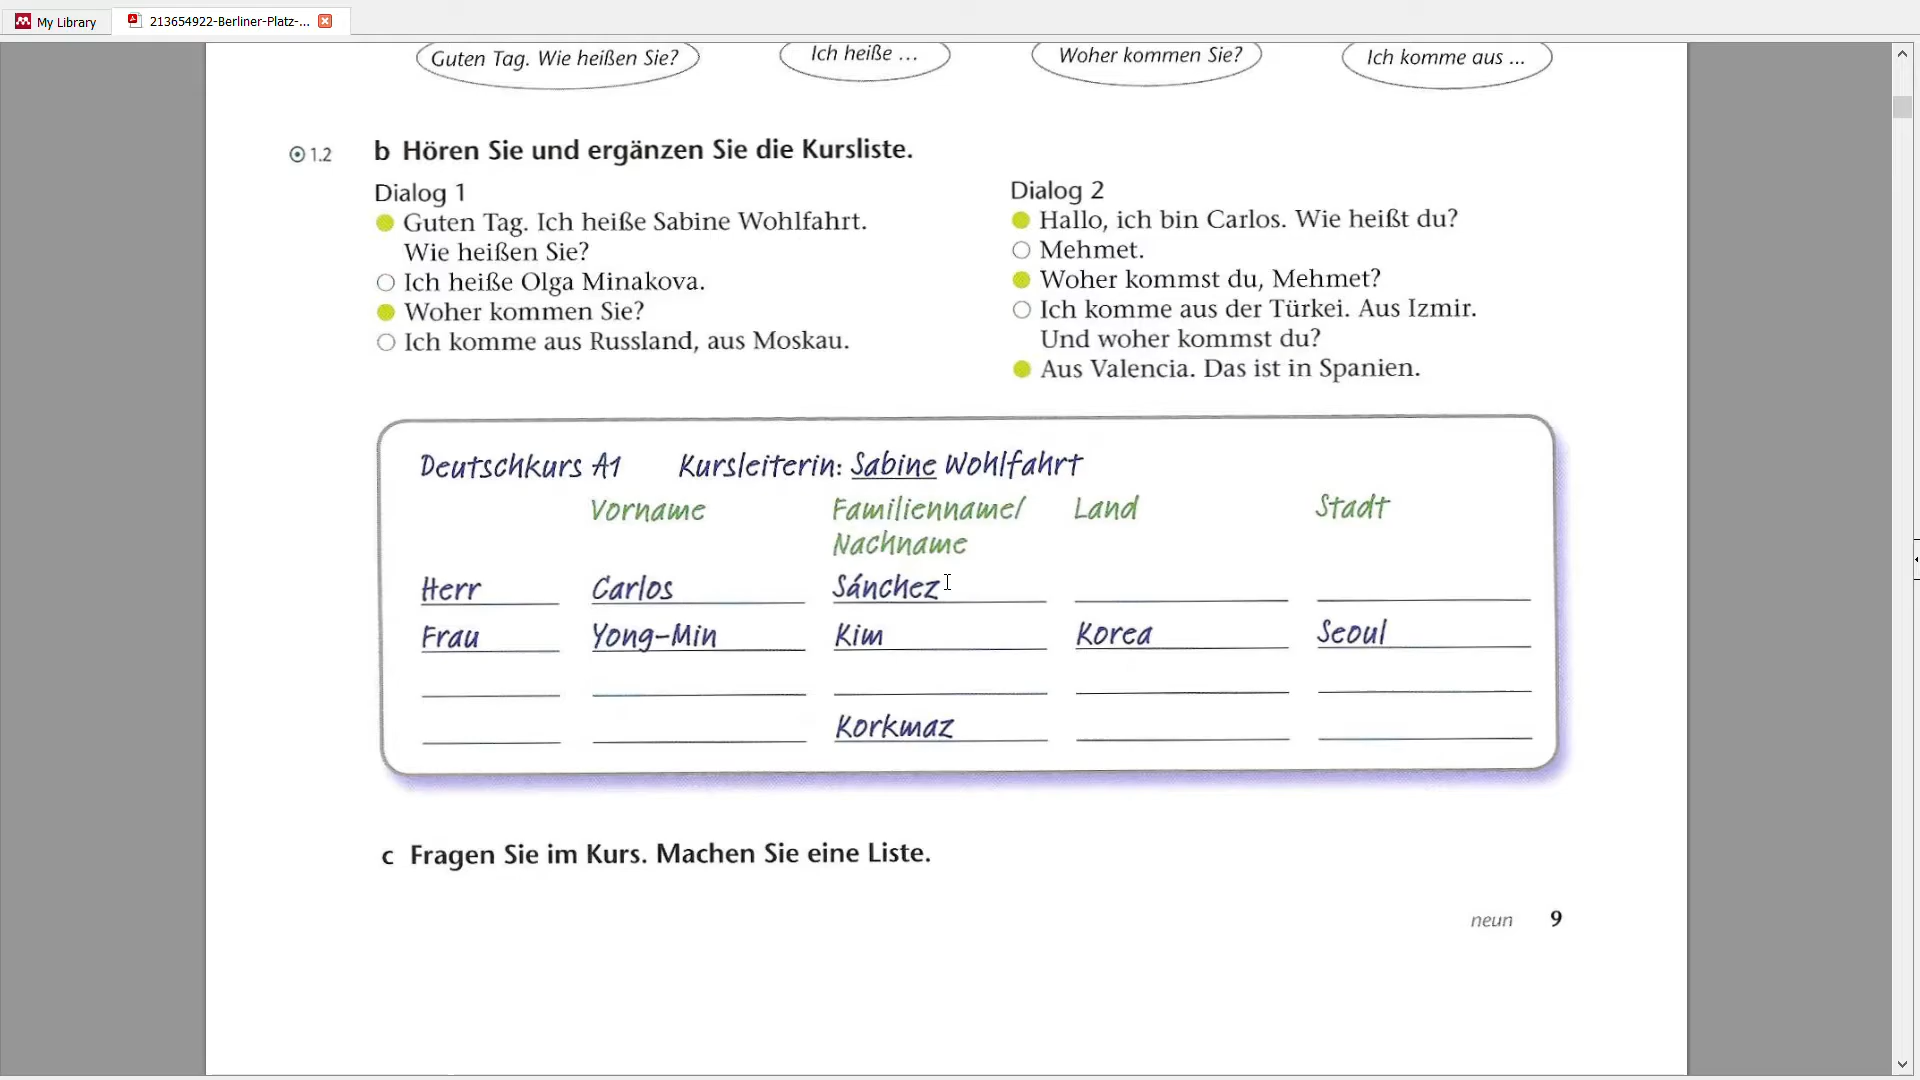 My Library
213654922-Berliner-Platz-...
Guten Tag. Wie heißen Sie?
Ich heiße ...
Woher kommen Sie?
Ich komme aus ...
1.2
b Hören Sie und ergänzen Sie die Kursliste.
Dialog 1
Guten Tag. Ich heiße Sabine Wohlfahrt.
Wie heißen Sie?
Ich heiße Olga Minakova.
Woher kommen Sie?
Ich komme aus Russland, aus Moskau.
Dialog 2
Hallo, ich bin Carlos. Wie heißt du?
Mehmet.
Woher kommst du, Mehmet?
Ich komme aus der Türkei. Aus Izmir.
Und woher kommst du?
Aus Valencia. Das ist in Spanien.
Deutschkurs A1 Kursleiterin: Sabine Wohlfahrt
Vorname Familienname/ Land Stadt
Nachname
Herr Carlos Sánchez
Frau Yong-Min Kim Korea Seoul
Korkmaz
c Fragen Sie im Kurs. Machen Sie eine Liste.
neun 9